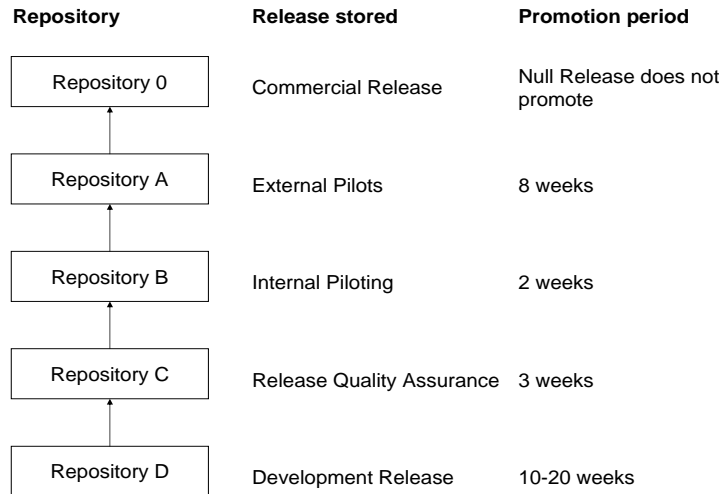 Repository Release stored Promotion period
Repository 0 Commercial Release Null Release does not
promote
Repository A External Pilots 8 weeks
Repository B Internal Piloting 2 weeks
Repository C Release Quality Assurance 3 weeks
Repository D Development Release 10-20 weeks